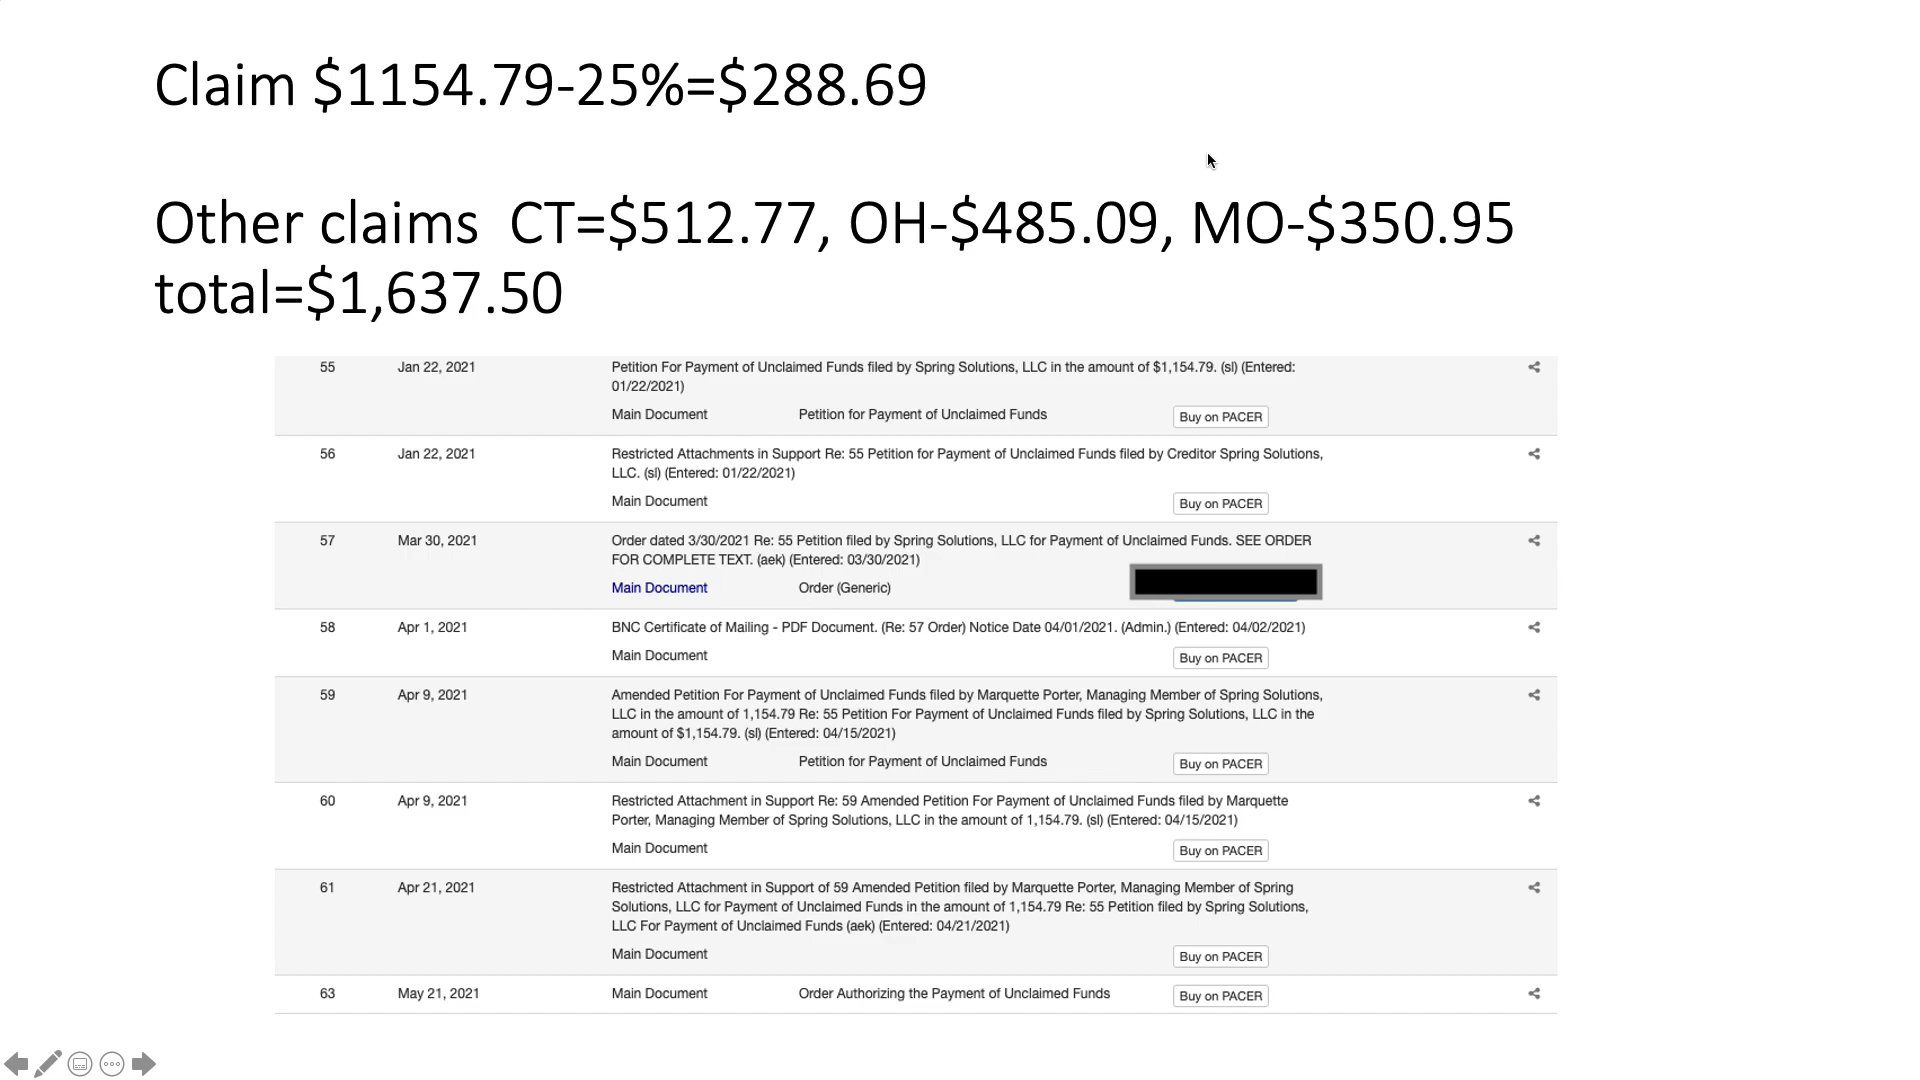 Claim $1154.79-25%=$288.69
Other claims  CT=$512.77, OH-$485.09, MO-$350.95
total=$1,637.50
55 Jan 22, 2021 Petition For Payment of Unclaimed Funds filed by Spring Solutions, LLC in the amount of $1,154.79. (sl) (Entered:
01/22/2021)
Main Document Petition for Payment of Unclaimed Funds Buy on PACER
56 Jan 22, 2021 Restricted Attachments in Support Re: 55 Petition for Payment of Unclaimed Funds filed by Creditor Spring Solutions,
LLC. (sl) (Entered: 01/22/2021)
Main Document Buy on PACER
57 Mar 30, 2021 Order dated 3/30/2021 Re: 55 Petition filed by Spring Solutions, LLC for Payment of Unclaimed Funds. SEE ORDER
FOR COMPLETE TEXT. (aek) (Entered: 03/30/2021)
Main Document Order (Generic)
58 Apr 1, 2021 BNC Certificate of Mailing - PDF Document. (Re: 57 Order) Notice Date 04/01/2021. (Admin.) (Entered: 04/02/2021)
Main Document Buy on PACER
59 Apr 9, 2021 Amended Petition For Payment of Unclaimed Funds filed by Marquette Porter, Managing Member of Spring Solutions,
LLC in the amount of 1,154.79 Re: 55 Petition For Payment of Unclaimed Funds filed by Spring Solutions, LLC in the
amount of $1,154.79. (sl) (Entered: 04/15/2021)
Main Document Petition for Payment of Unclaimed Funds Buy on PACER
60 Apr 9, 2021 Restricted Attachment in Support Re: 59 Amended Petition For Payment of Unclaimed Funds filed by Marquette
Porter, Managing Member of Spring Solutions, LLC in the amount of 1,154.79. (sl) (Entered: 04/15/2021)
Main Document Buy on PACER
61 Apr 21, 2021 Restricted Attachment in Support of 59 Amended Petition filed by Marquette Porter, Managing Member of Spring
Solutions, LLC for Payment of Unclaimed Funds in the amount of 1,154.79 Re: 55 Petition filed by Spring Solutions,
LLC For Payment of Unclaimed Funds (aek) (Entered: 04/21/2021)
Main Document Buy on PACER
63 May 21, 2021 Main Document Order Authorizing the Payment of Unclaimed Funds Buy on PACER